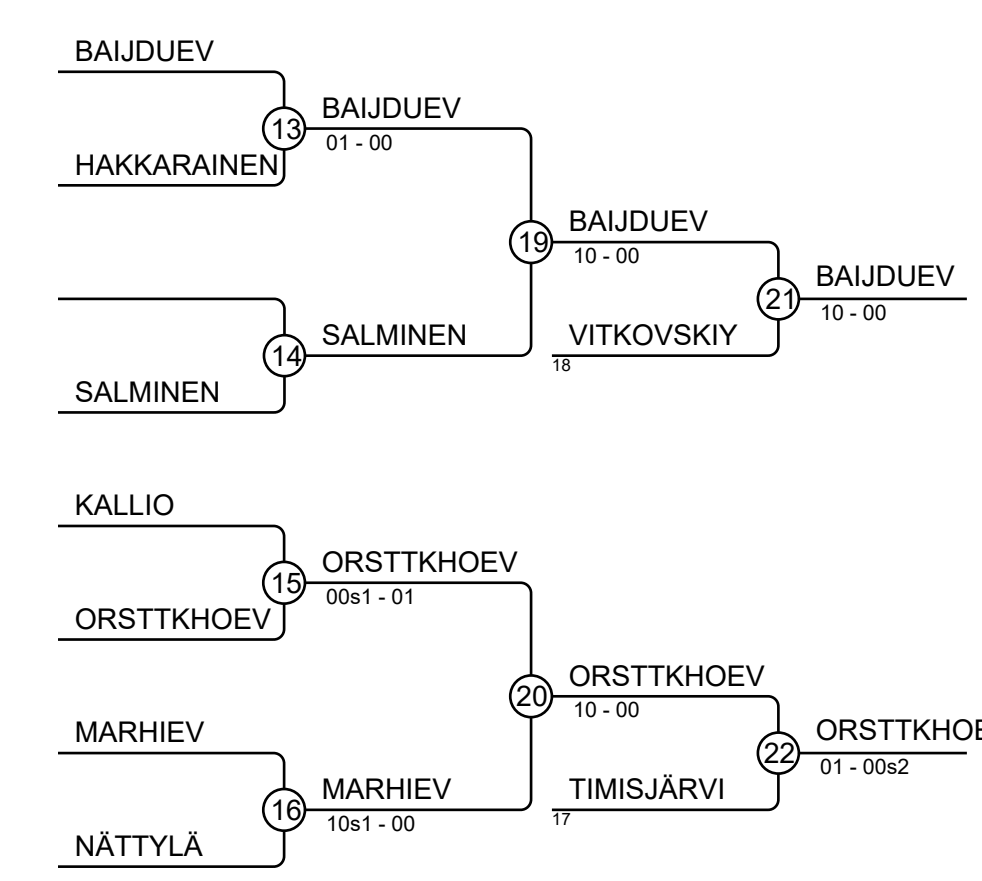 BAIJDUEV
BAIJDUEV
13
01 - 00
HAKKARAINEN
BAIJDUEV
19
10 - 00
BAIJDUEV
21
10 - 00
SALMINEN
VITKOVSKIY
14
18
SALMINEN
KALLIO
ORSTTKHOEV
15
00s1 - 01
ORSTTKHOEV
ORSTTKHOEV
20
10 - 00
MARHIEV
ORSTTKHOE
22
01 - 00s2
MARHIEV
TIMISJÄRVI
16
10s1 - 00
17
NÄTTYLÄ